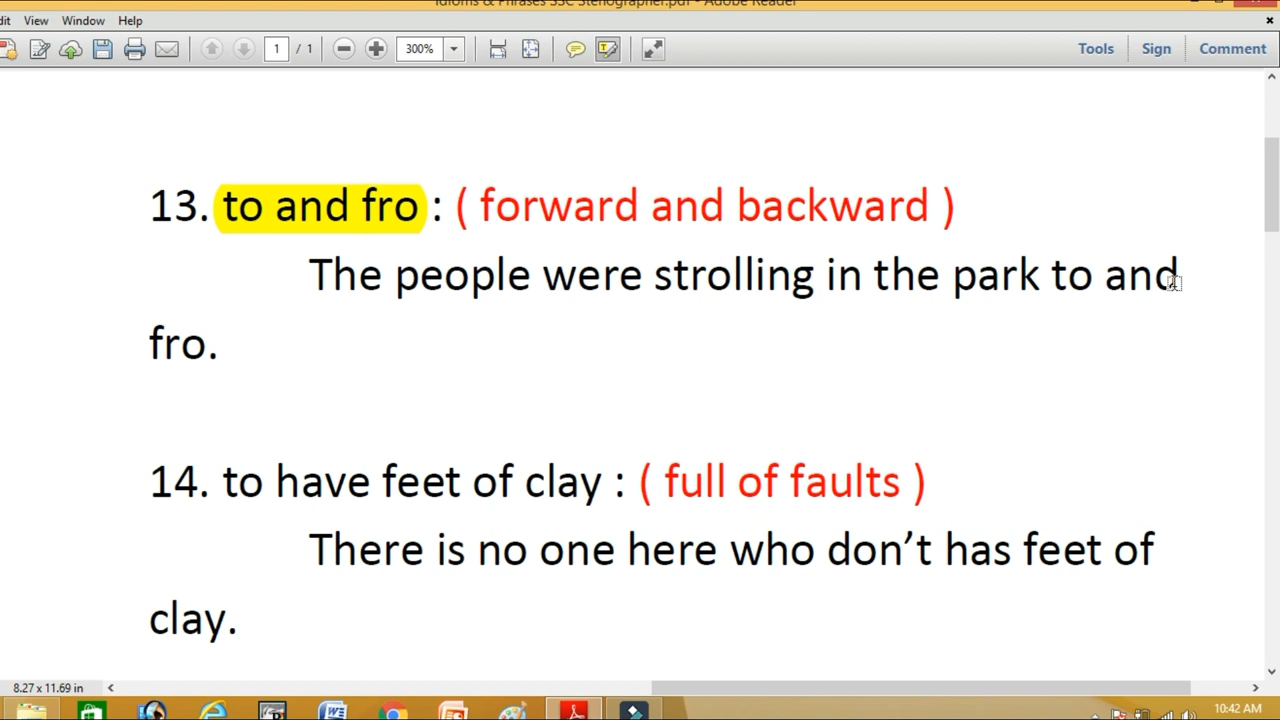 Idioms & Phrases SSC Stenographer.pdf - Adobe Reader
dit View Window Help
1 / 1 300% Tools Sign Comment
13. to and fro : ( forward and backward )
The people were strolling in the park to and
fro.
14. to have feet of clay : ( full of faults )
There is no one here who don’t has feet of
clay.
8.27 x 11.69 in
10:42 AM